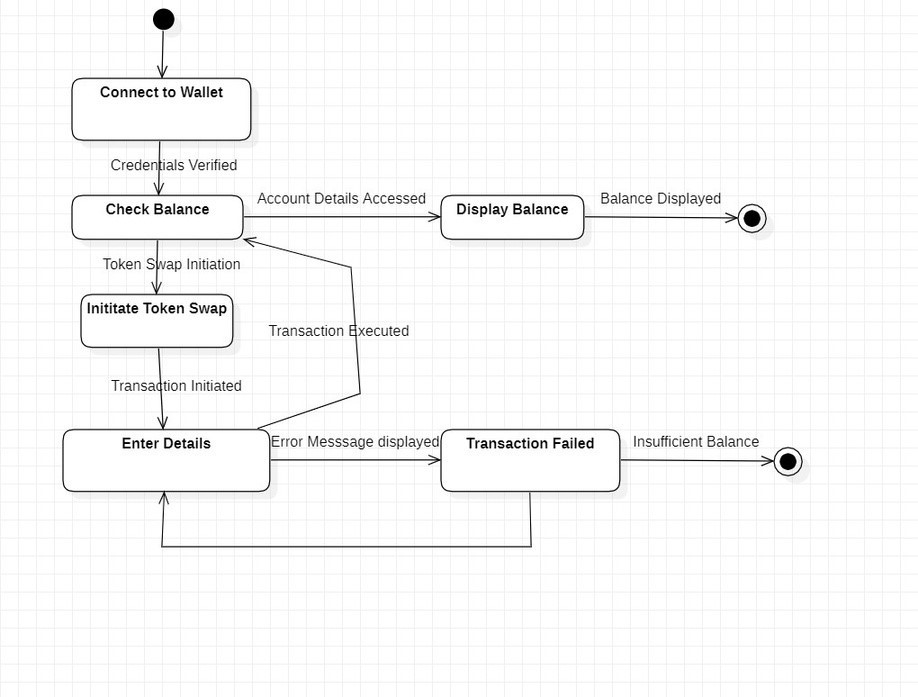 Connect to Wallet
Credentials Verified
Check Balance
Account Details Accessed
Display Balance
Balance Displayed
Token Swap Initiation
Inititate Token Swap
Transaction Executed
Transaction Initiated
Enter Details
Error Messsage displayed
Transaction Failed
Insufficient Balance